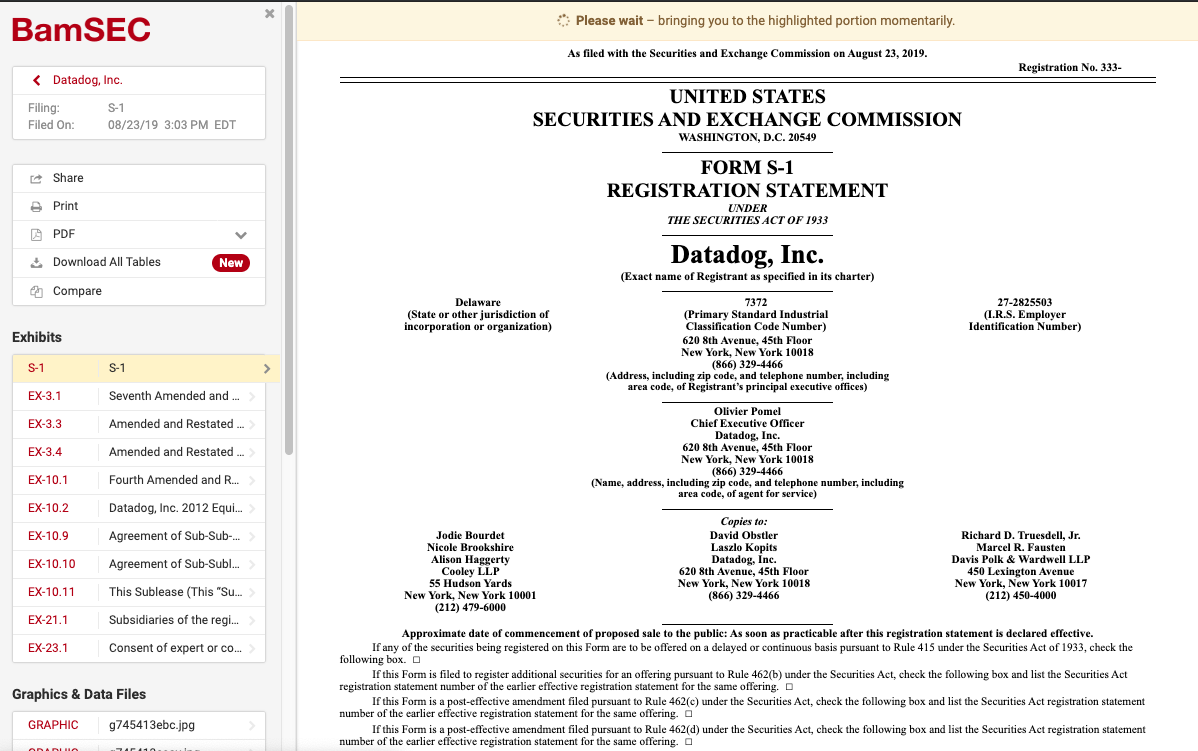 BamSEC
Datadog, Inc.
Filing: S-1
Filed On: 08/23/19 3:03 PM EDT
Share
Print
PDF
Download All Tables New
Compare
Exhibits
S-1 S-1
EX-3.1 Seventh Amended and ...
EX-3.3 Amended and Restated ...
EX-3.4 Amended and Restated ...
EX-10.1 Fourth Amended and R...
EX-10.2 Datadog, Inc. 2012 Equi...
EX-10.9 Agreement of Sub-Sub-...
EX-10.10 Agreement of Sub-Subl...
EX-10.11 This Sublease (This “Su...
EX-21.1 Subsidiaries of the regi...
EX-23.1 Consent of expert or co...
Graphics & Data Files
GRAPHIC g745413ebc.jpg
Please wait – bringing you to the highlighted portion momentarily.
As filed with the Securities and Exchange Commission on August 23, 2019.
Registration No. 333-
UNITED STATES
SECURITIES AND EXCHANGE COMMISSION
WASHINGTON, D.C. 20549
FORM S-1
REGISTRATION STATEMENT
UNDER
THE SECURITIES ACT OF 1933
Datadog, Inc.
(Exact name of Registrant as specified in its charter)
Delaware
(State or other jurisdiction of
incorporation or organization)
7372
(Primary Standard Industrial
Classification Code Number)
27-2825503
(I.R.S. Employer
Identification Number)
620 8th Avenue, 45th Floor
New York, New York 10018
(866) 329-4466
(Address, including zip code, and telephone number, including
area code, of Registrant’s principal executive offices)
Olivier Pomel
Chief Executive Officer
Datadog, Inc.
620 8th Avenue, 45th Floor
New York, New York 10018
(866) 329-4466
(Name, address, including zip code, and telephone number, including
area code, of agent for service)
Copies to:
Jodie Bourdet
Nicole Brookshire
Alison Haggerty
Cooley LLP
55 Hudson Yards
New York, New York 10001
(212) 479-6000
David Obstler
Laszlo Kopits
Datadog, Inc.
620 8th Avenue, 45th Floor
New York, New York 10018
(866) 329-4466
Richard D. Truesdell, Jr.
Marcel R. Fausten
Davis Polk & Wardwell LLP
450 Lexington Avenue
New York, New York 10017
(212) 450-4000
Approximate date of commencement of proposed sale to the public: As soon as practicable after this registration statement is declared effective.
If any of the securities being registered on this Form are to be offered on a delayed or continuous basis pursuant to Rule 415 under the Securities Act of 1933, check the
following box. ☐
If this Form is filed to register additional securities for an offering pursuant to Rule 462(b) under the Securities Act, check the following box and list the Securities Act
registration statement number of the earlier effective registration statement for the same offering. ☐
If this Form is a post-effective amendment filed pursuant to Rule 462(c) under the Securities Act, check the following box and list the Securities Act registration statement
number of the earlier effective registration statement for the same offering. ☐
If this Form is a post-effective amendment filed pursuant to Rule 462(d) under the Securities Act, check the following box and list the Securities Act registration statement
number of the earlier effective registration statement for the same offering. ☐